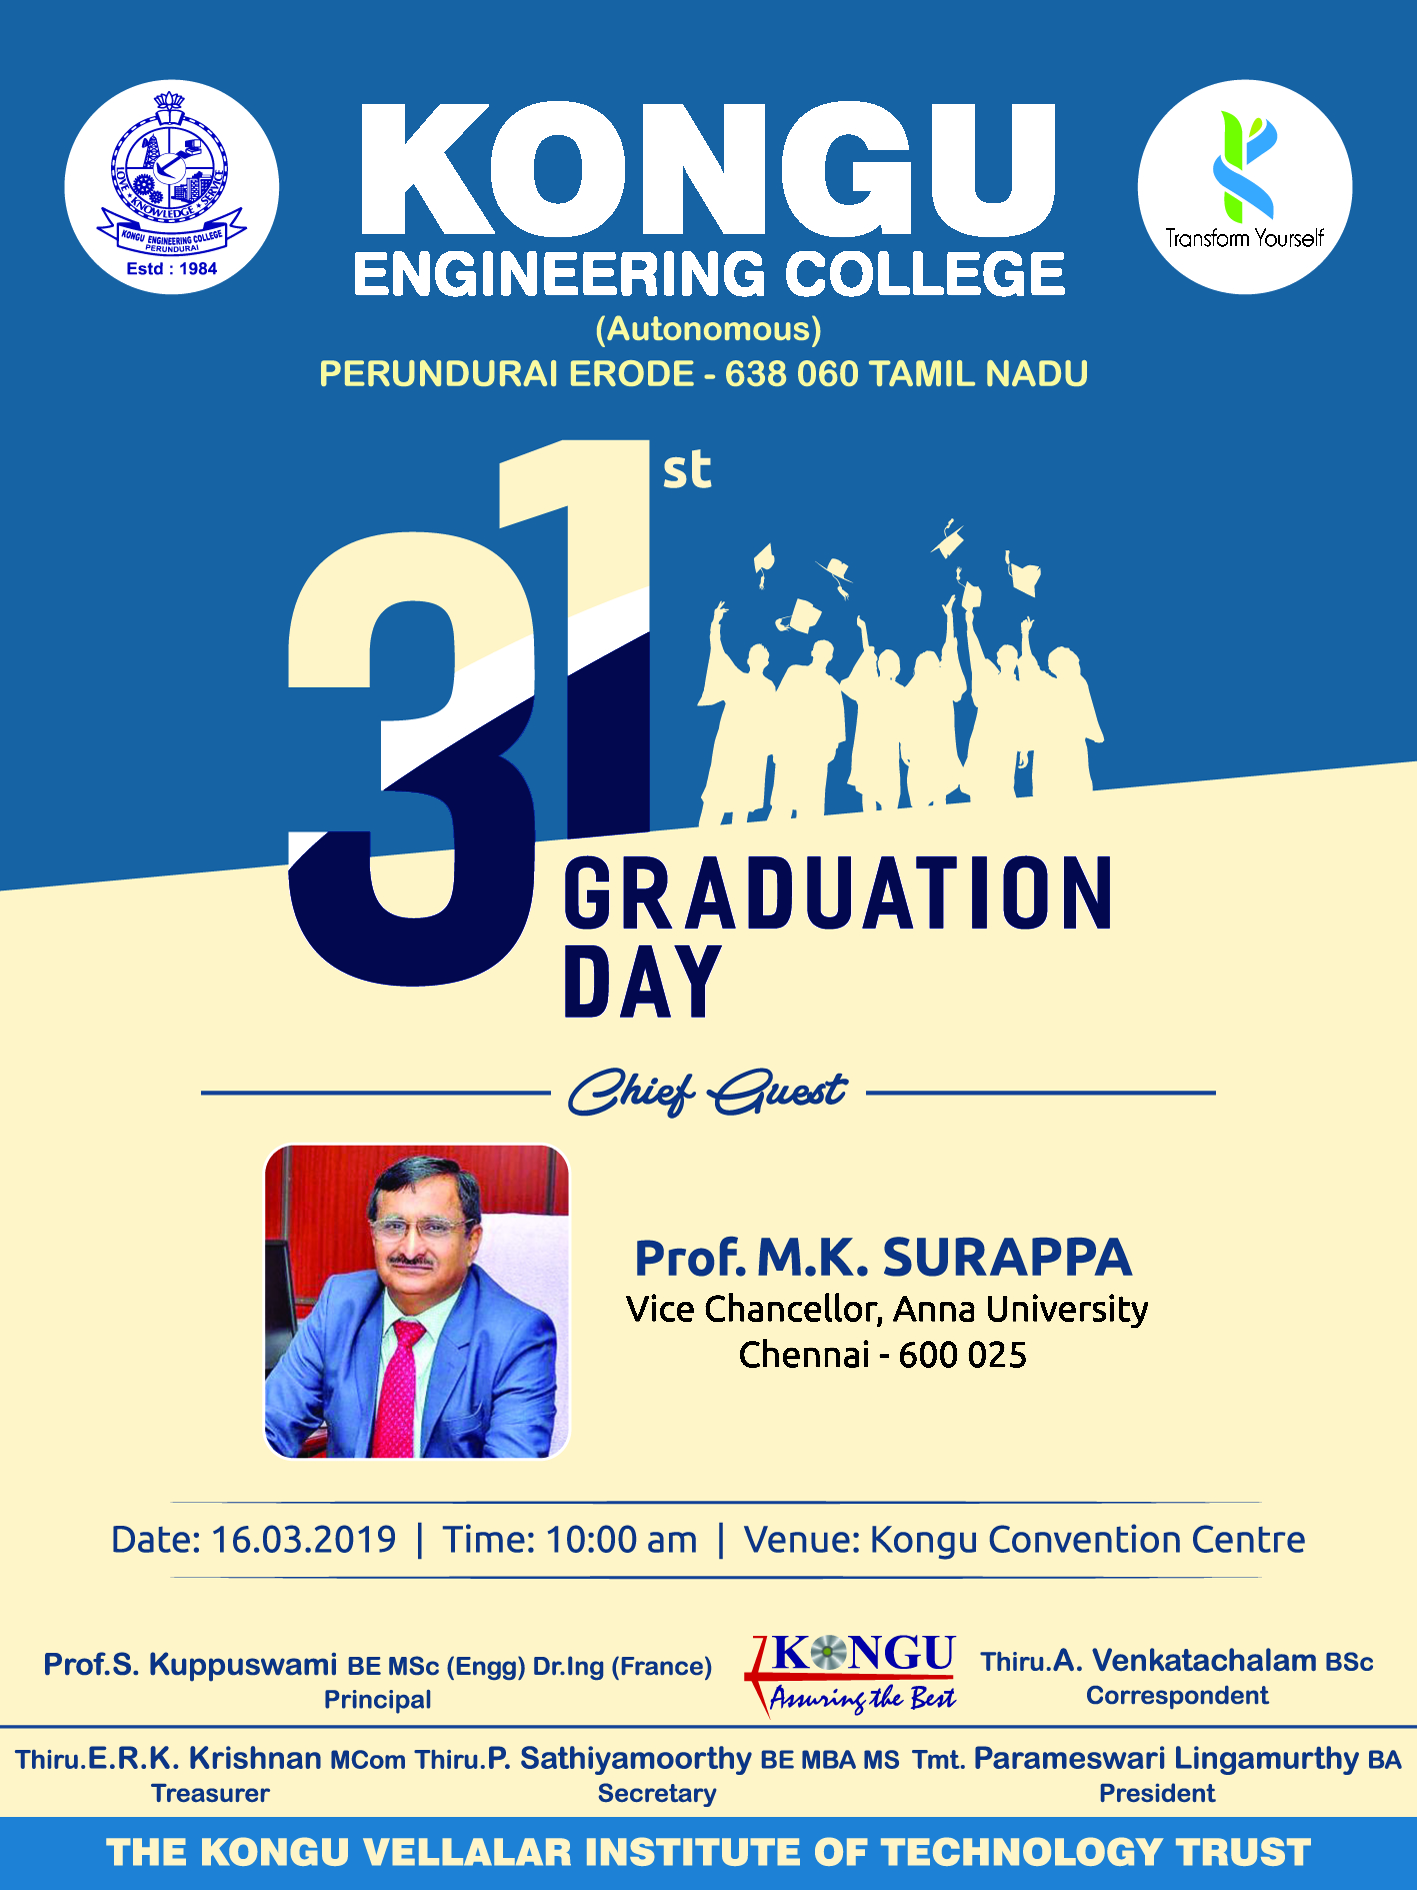 KONGU
ENGINEERING COLLEGE
(Autonomous)
PERUNDURAI ERODE - 638 060 TAMIL NADU
LOVE • KNOWLEDGE • SERVICE
KONGU ENGINEERING COLLEGE
PERUNDURAI
Estd : 1984
Transform Yourself
31st
GRADUATION
DAY
Chief Guest
Prof. M.K. SURAPPA
Vice Chancellor, Anna University
Chennai - 600 025
Date: 16.03.2019 | Time: 10:00 am | Venue: Kongu Convention Centre
Prof.S. Kuppuswami BE MSc (Engg) Dr.Ing (France)
Principal
KONGU
Assuring the Best
Thiru.A. Venkatachalam BSc
Correspondent
Thiru.E.R.K. Krishnan MCom Thiru.P. Sathiyamoorthy BE MBA MS Tmt. Parameswari Lingamurthy BA
Treasurer Secretary President
THE KONGU VELLALAR INSTITUTE OF TECHNOLOGY TRUST